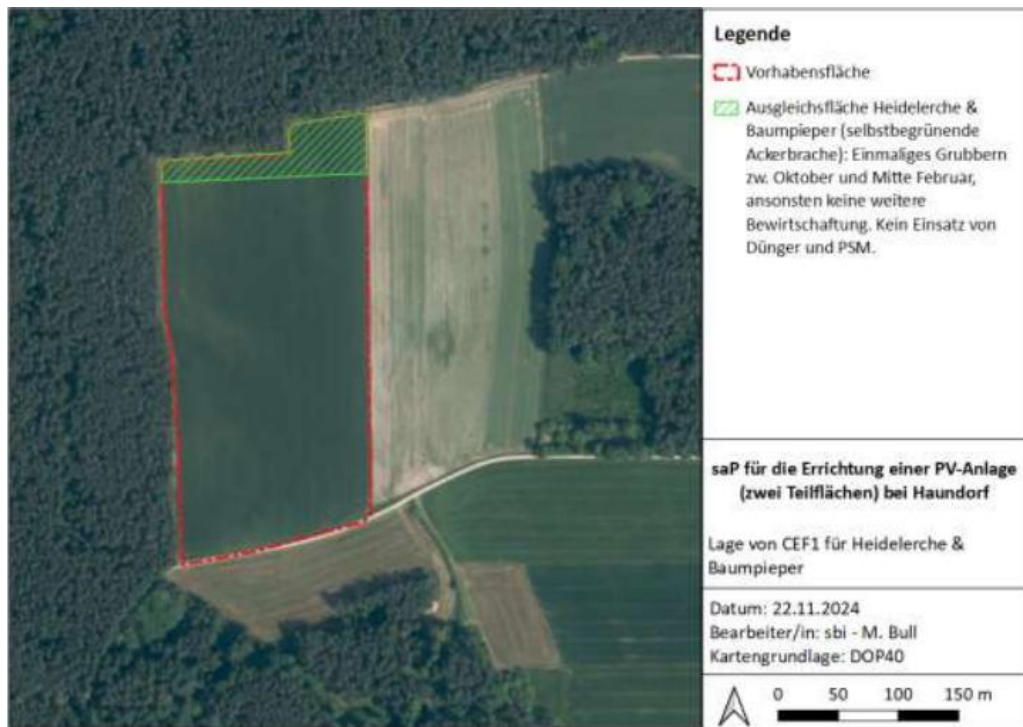 Legende
Vorhabensfläche
Ausgleichsfläche Heidelerche &
Baumpieper (selbstbegrünende
Ackerbrache): Einmaliges Grubbern
zw. Oktober und Mitte Februar,
ansonsten keine weitere
Bewirtschaftung. Kein Einsatz von
Dünger und PSM.
saP für die Errichtung einer PV-Anlage
(zwei Teilflächen) bei Haundorf
Lage von CEF1 für Heidelerche &
Baumpieper
Datum: 22.11.2024
Bearbeiter/in: sbi - M. Bull
Kartengrundlage: DOP40
0 50 100 150 m